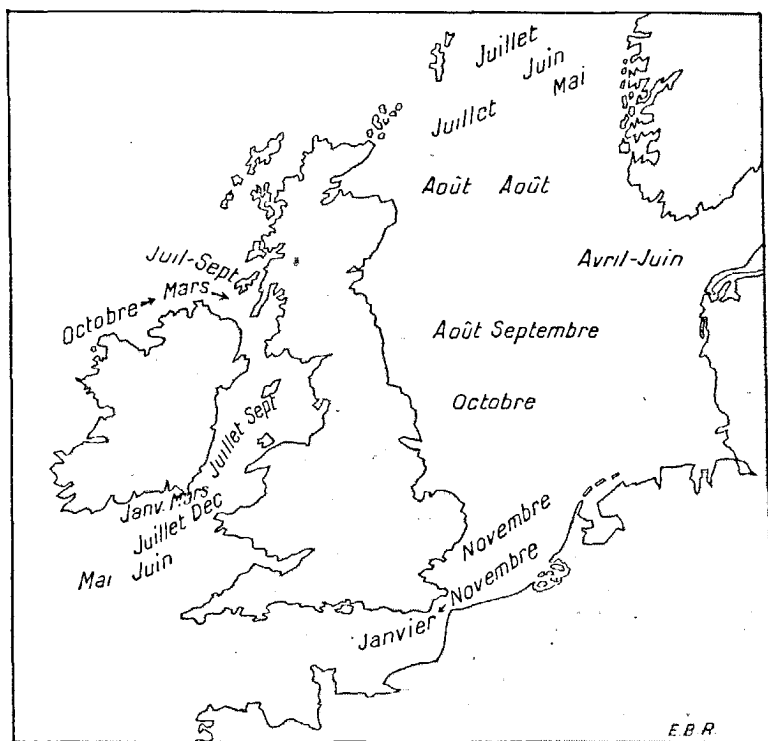 Juillet
Juin
Mai
Juillet
Août Août
Juil-Sept
Avril-Juin
Octobre → Mars →
Août Septembre
Octobre
Juillet Sept
Janv. Mars
Juillet Déc
Mai Juin
Novembre
Novembre
Janvier
E.B.R.